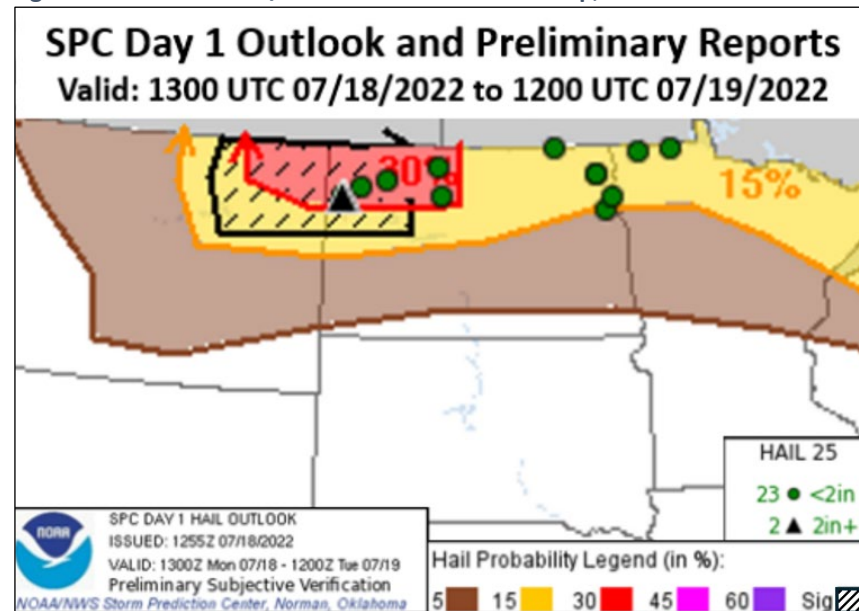 SPC Day 1 Outlook and Preliminary Reports
Valid: 1300 UTC 07/18/2022 to 1200 UTC 07/19/2022
30%
15%
HAIL 25
23 <2in
2 2in+
NOAA
SPC DAY 1 HAIL OUTLOOK
ISSUED: 1255Z 07/18/2022
VALID: 1300Z Mon 07/18 - 1200Z Tue 07/19
Preliminary Subjective Verification
NOAA/NWS Storm Prediction Center, Norman, Oklahoma
Hail Probability Legend (in %):
5 15 30 45 60 Sig